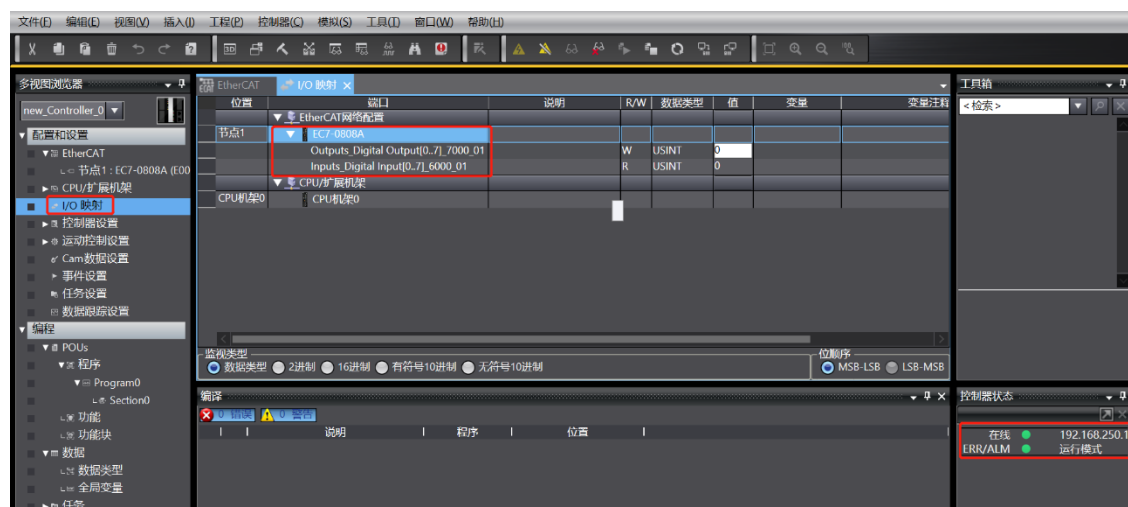 文件(F) 编辑(E) 视图(V) 插入(I) 工程(P) 控制器(C) 模拟(S) 工具(T) 窗口(W) 帮助(H)
多视图浏览器
new_Controller_0
配置和设置
EtherCAT
节点1 : EC7-0808A (E00
CPU/扩展机架
I/O 映射
控制器设置
运动控制设置
Cam数据设置
事件设置
任务设置
数据跟踪设置
编程
POUs
程序
Program0
Section0
功能
功能块
数据
数据类型
全局变量
任务
EtherCAT I/O 映射
位置 端口 说明 R/W 数据类型 值 变量 变量注释
EtherCAT网络配置
节点1 EC7-0808A
Outputs_Digital Output[0..7]_7000_01 W USINT 0
Inputs_Digital Input[0..7]_6000_01 R USINT 0
CPU/扩展机架
CPU机架0 CPU机架0
监视类型
数据类型 2进制 16进制 有符号10进制 无符号10进制
位顺序
MSB-LSB LSB-MSB
编译
0 错误 0 警告
说明 程序 位置
工具箱
<检索>
控制器状态
在线 192.168.250.1
ERR/ALM 运行模式